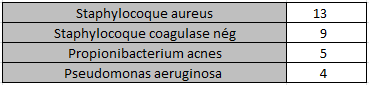 Staphylocoque aureus 13
Staphylocoque coagulase nég 9
Propionibacterium acnes 5
Pseudomonas aeruginosa 4